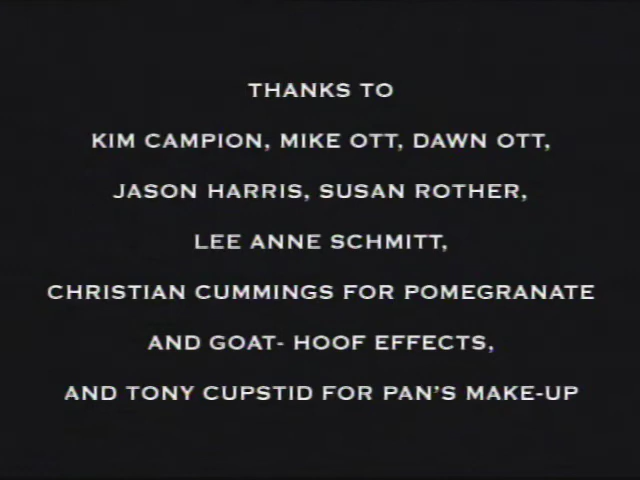 THANKS TO
KIM CAMPION, MIKE OTT, DAWN OTT,
JASON HARRIS, SUSAN ROTHER,
LEE ANNE SCHMITT,
CHRISTIAN CUMMINGS FOR POMEGRANATE
AND GOAT- HOOF EFFECTS,
AND TONY CUPSTID FOR PAN'S MAKE-UP